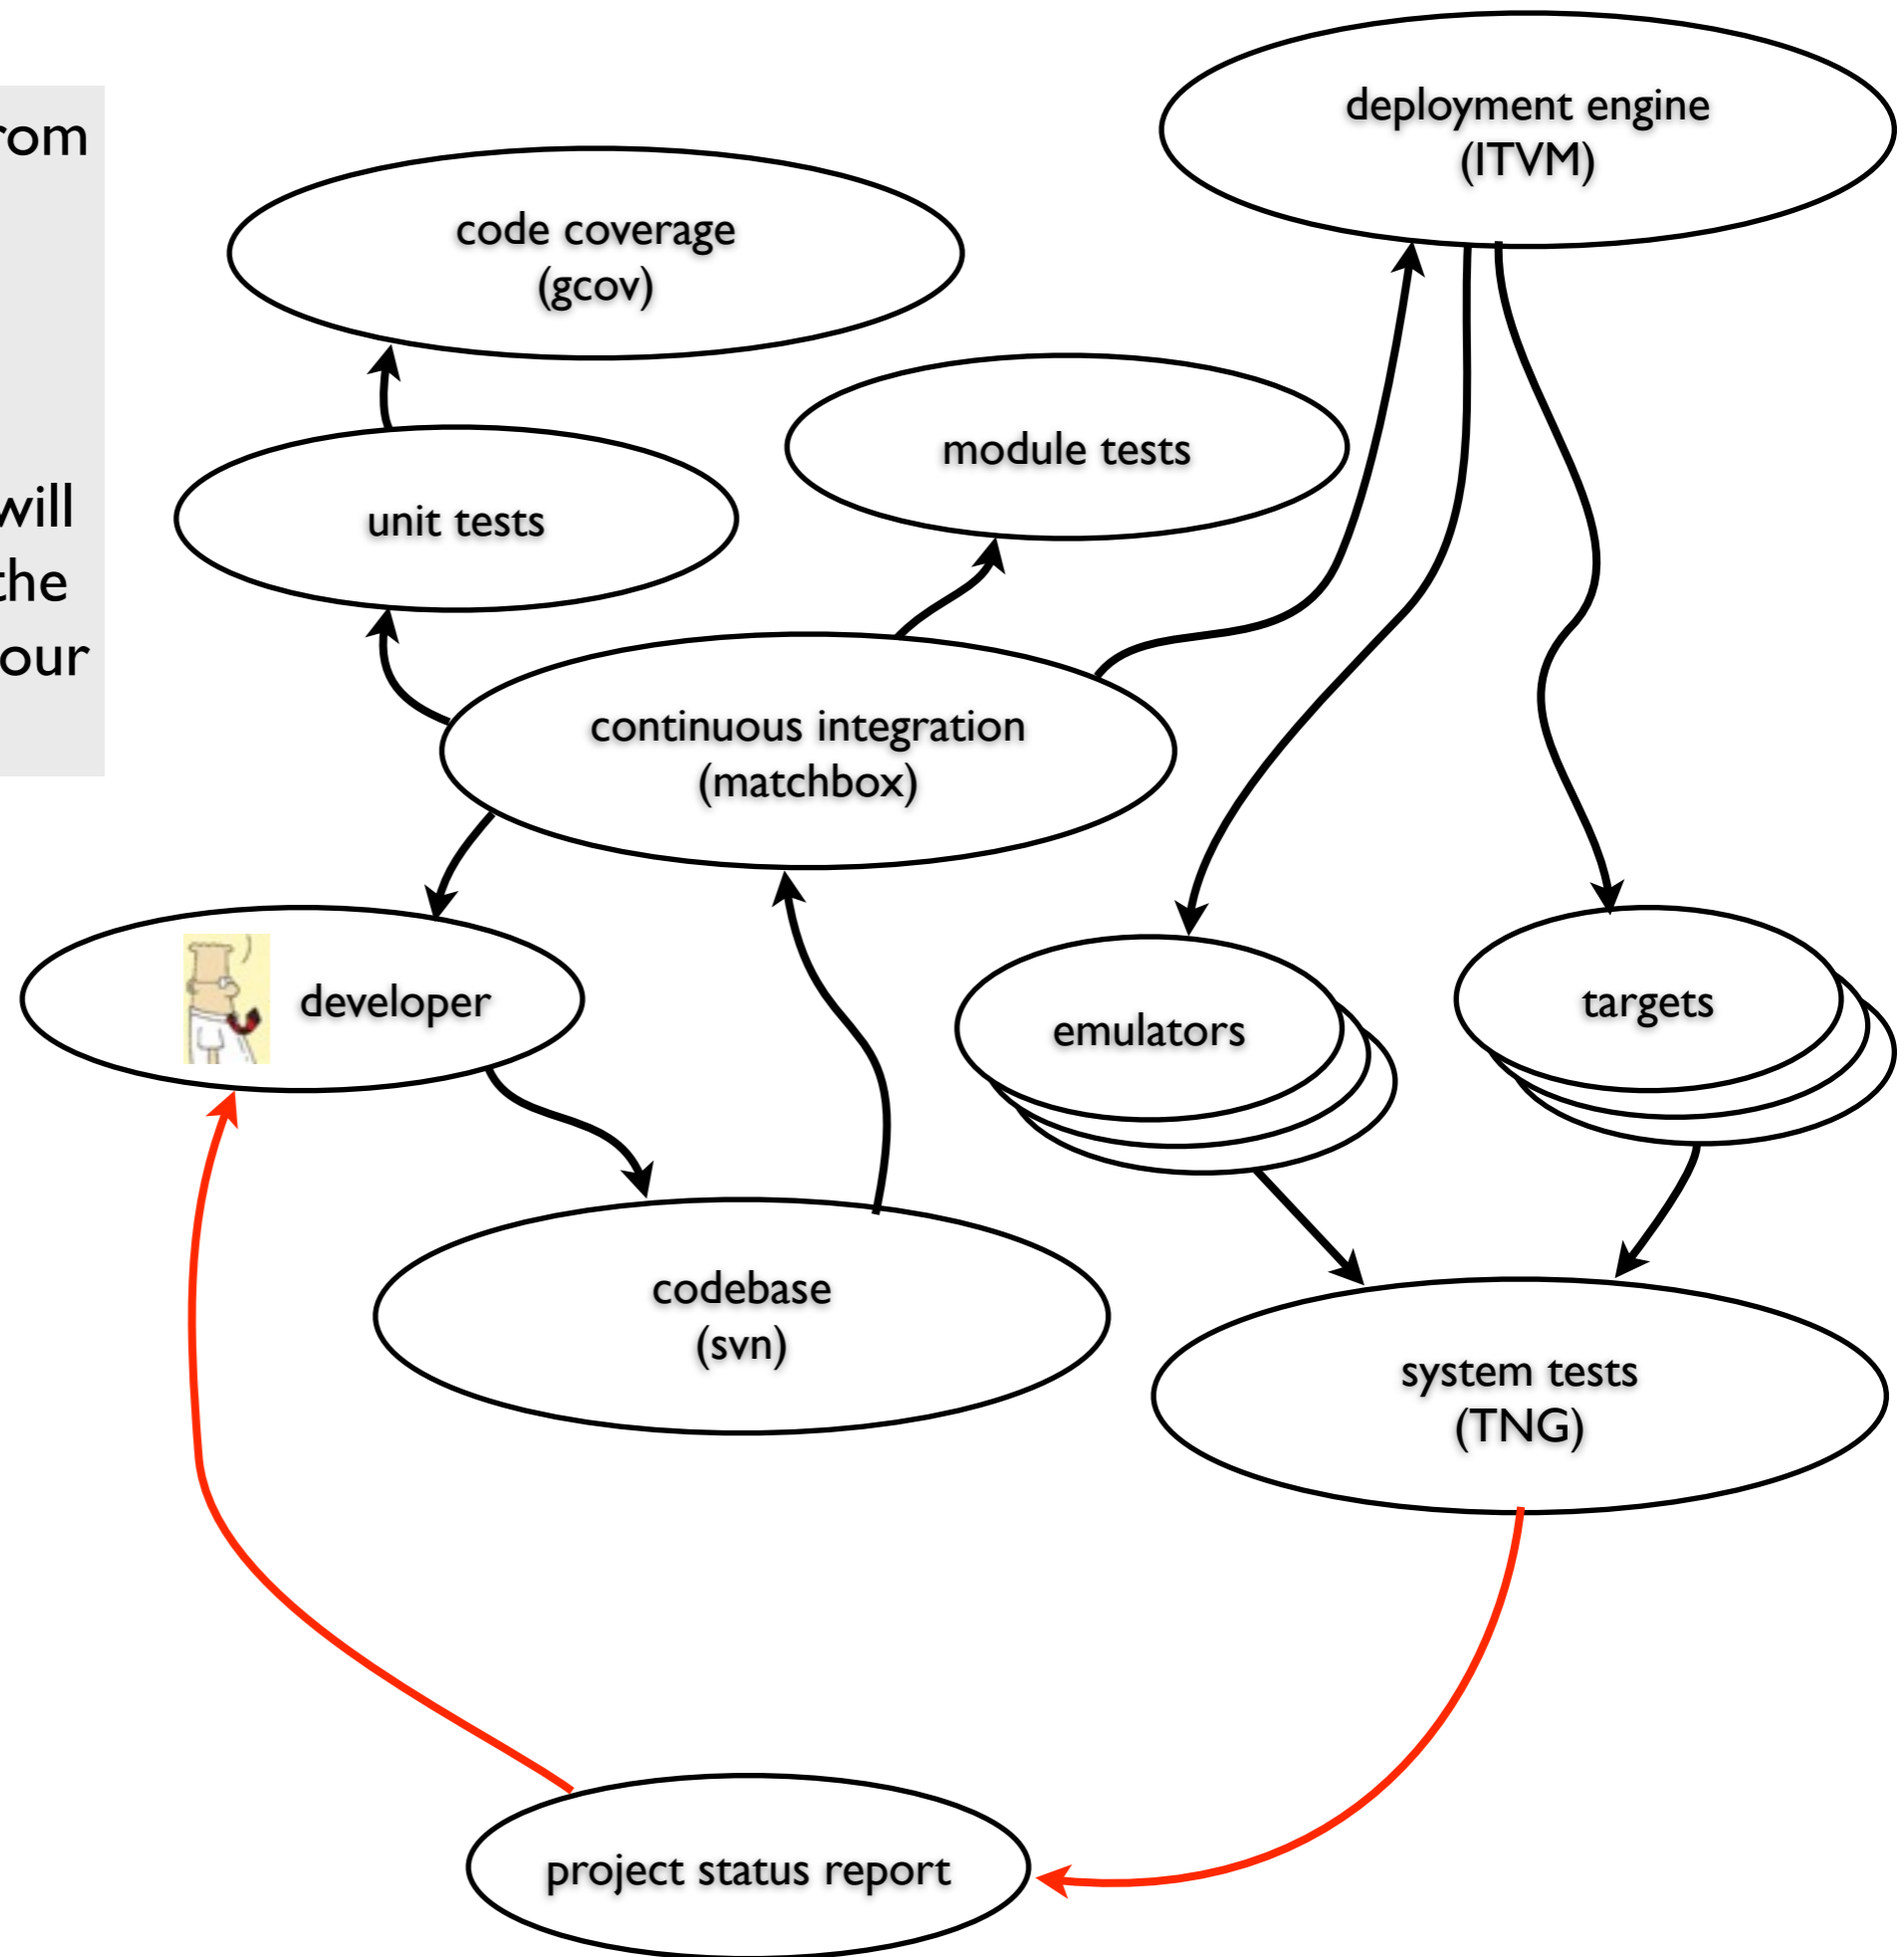 rom
will
the
our
deployment engine
(ITVM)
code coverage
(gcov)
module tests
unit tests
continuous integration
(matchbox)
developer
emulators
targets
codebase
(svn)
system tests
(TNG)
project status report